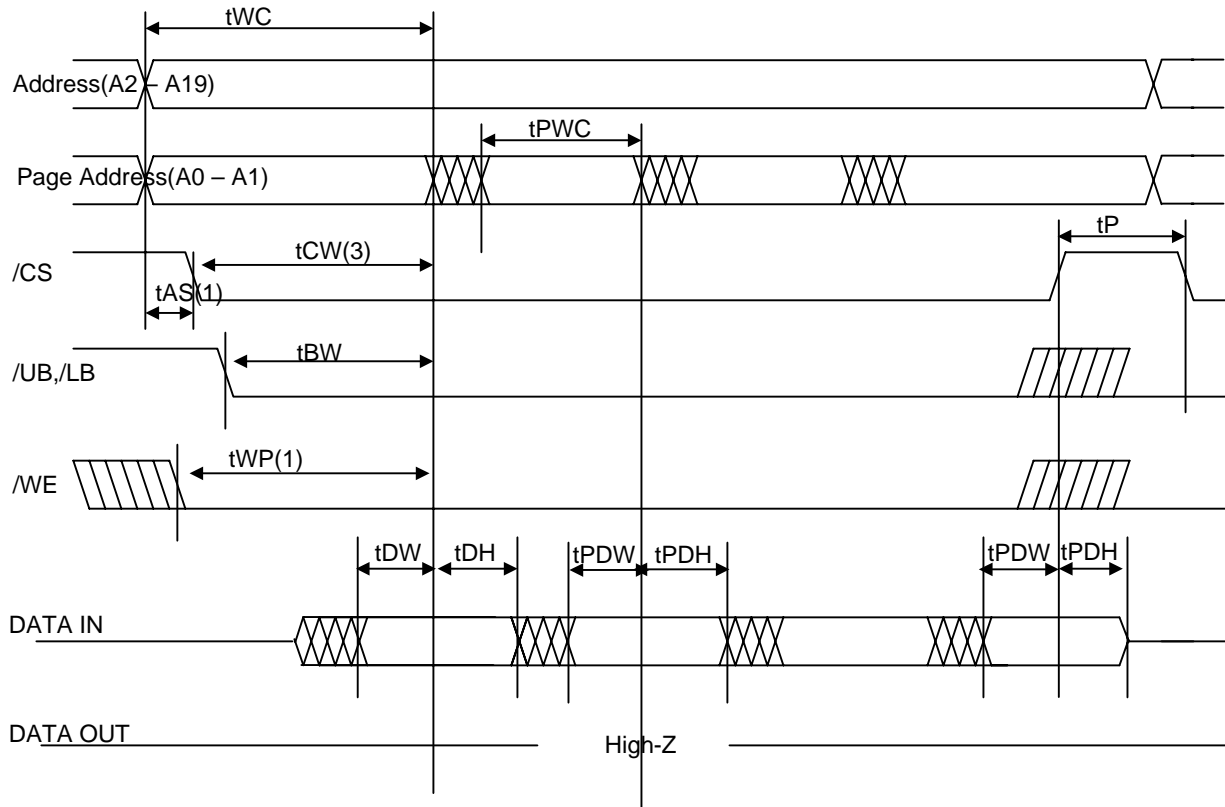 tWC
Address(A2 – A19)
tPWC
Page Address(A0 – A1)
tP
tCW(3)
/CS
tAS(1)
tBW
/UB,/LB
tWP(1)
/WE
tDW tDH tPDW tPDH tPDW tPDH
DATA IN
DATA OUT
High-Z